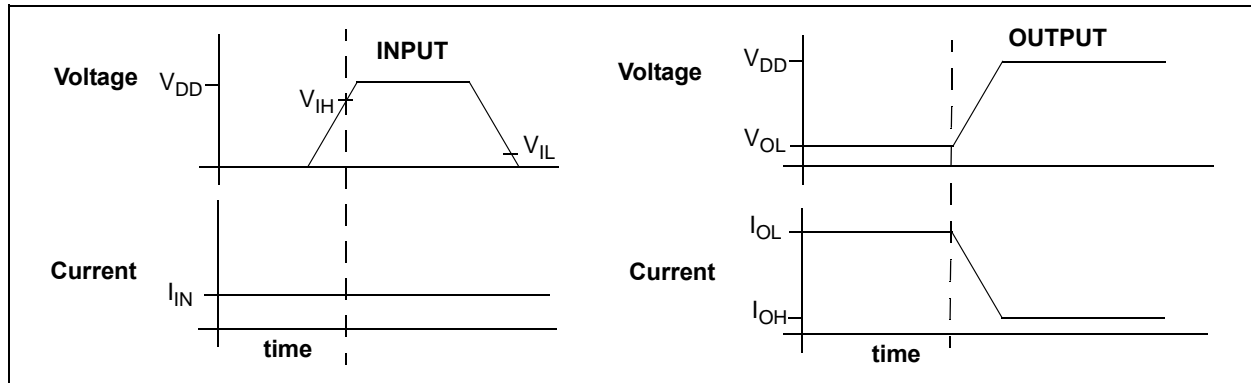 INPUT
Voltage
VDD
VIH
VIL
Current
IIN
time
OUTPUT
Voltage
VDD
VOL
Current
IOL
IOH
time